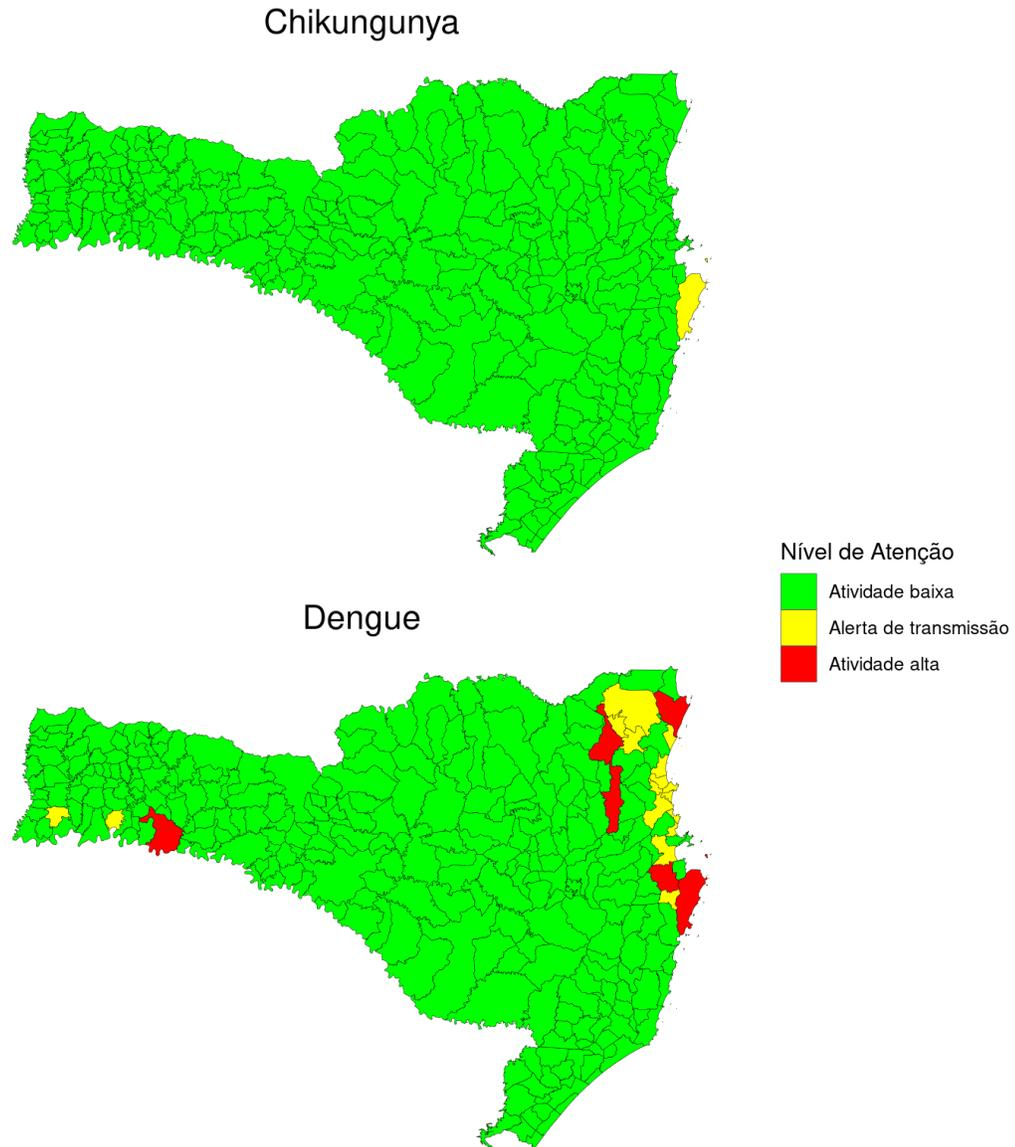 Chikungunya
Nível de Atenção
Atividade baixa
Alerta de transmissão
Atividade alta
Dengue